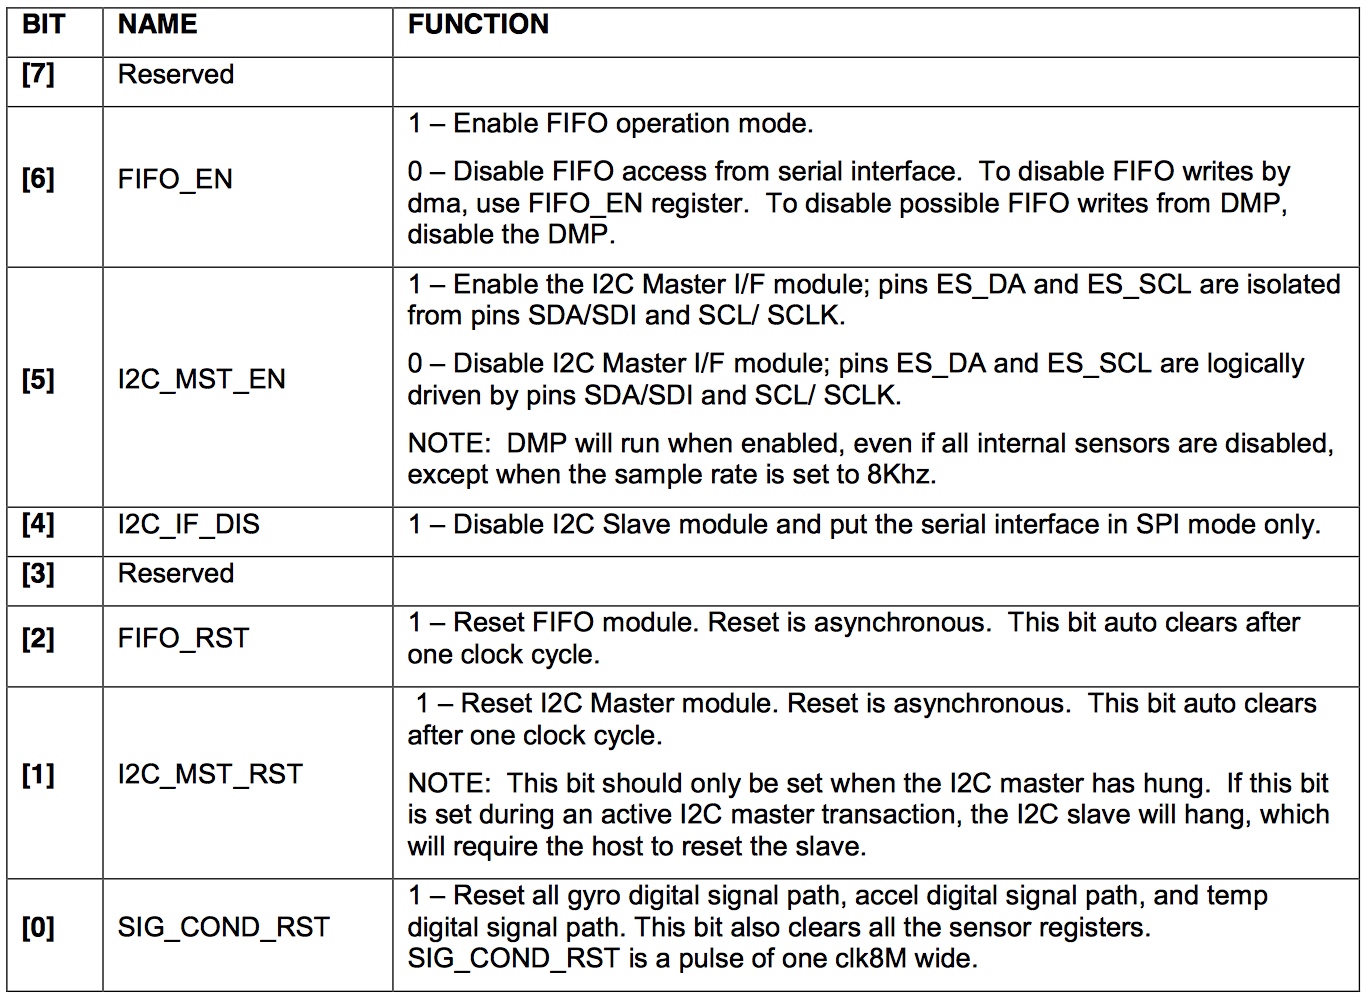 BIT NAME FUNCTION
[7] Reserved
[6] FIFO_EN
1 – Enable FIFO operation mode.
0 – Disable FIFO access from serial interface.  To disable FIFO writes by
dma, use FIFO_EN register.  To disable possible FIFO writes from DMP,
disable the DMP.
[5] I2C_MST_EN
1 – Enable the I2C Master I/F module; pins ES_DA and ES_SCL are isolated
from pins SDA/SDI and SCL/ SCLK.
0 – Disable I2C Master I/F module; pins ES_DA and ES_SCL are logically
driven by pins SDA/SDI and SCL/ SCLK.
NOTE:  DMP will run when enabled, even if all internal sensors are disabled,
except when the sample rate is set to 8Khz.
[4] I2C_IF_DIS 1 – Disable I2C Slave module and put the serial interface in SPI mode only.
[3] Reserved
[2] FIFO_RST
1 – Reset FIFO module. Reset is asynchronous.  This bit auto clears after
one clock cycle.
[1] I2C_MST_RST
1 – Reset I2C Master module. Reset is asynchronous.  This bit auto clears
after one clock cycle.
NOTE:  This bit should only be set when the I2C master has hung.  If this bit
is set during an active I2C master transaction, the I2C slave will hang, which
will require the host to reset the slave.
[0] SIG_COND_RST
1 – Reset all gyro digital signal path, accel digital signal path, and temp
digital signal path. This bit also clears all the sensor registers.
SIG_COND_RST is a pulse of one clk8M wide.